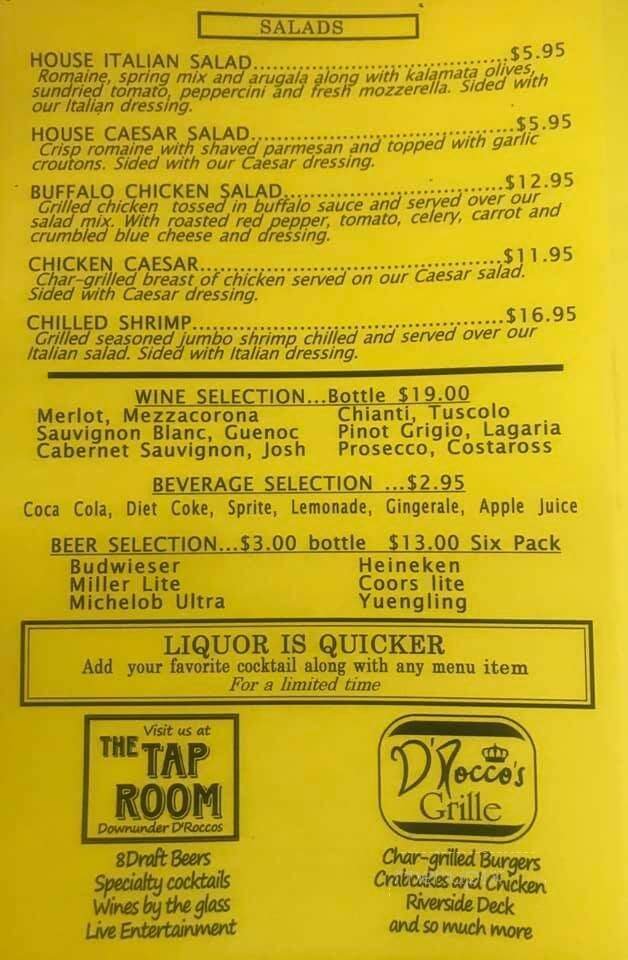 SALADS
HOUSE ITALIAN SALAD..............................$5.95
Romaine, spring mix and arugala along with kalamata olives,
sundried tomato, peppercini and fresh mozzerella. Sided with
our Italian dressing.
HOUSE CAESAR SALAD..............................$5.95
Crisp romaine with shaved parmesan and topped with garlic
croutons. Sided with our Caesar dressing.
BUFFALO CHICKEN SALAD.........................$12.95
Grilled chicken tossed in buffalo sauce and served over our
salad mix. With roasted red pepper, tomato, celery, carrot and
crumbled blue cheese and dressing.
CHICKEN CAESAR...................................$11.95
Char-grilled breast of chicken served on our Caesar salad.
Sided with Caesar dressing.
CHILLED SHRIMP...................................$16.95
Grilled seasoned jumbo shrimp chilled and served over our
Italian salad. Sided with Italian dressing.
WINE SELECTION...Bottle $19.00
Merlot, Mezzacorona Chianti, Tuscolo
Sauvignon Blanc, Guenoc Pinot Grigio, Lagaria
Cabernet Sauvignon, Josh Prosecco, Costaross
BEVERAGE SELECTION ...$2.95
Coca Cola, Diet Coke, Sprite, Lemonade, Gingerale, Apple Juice
BEER SELECTION...$3.00 bottle $13.00 Six Pack
Budwieser Heineken
Miller Lite Coors lite
Michelob Ultra Yuengling
LIQUOR IS QUICKER
Add your favorite cocktail along with any menu item
For a limited time
Visit us at
THE TAP
ROOM
Downunder D'Roccos
8Draft Beers
Specialty cocktails
Wines by the glass
Live Entertainment
D'Rocco's
Grille
Char-grilled Burgers
Crabcakes and Chicken
Riverside Deck
and so much more